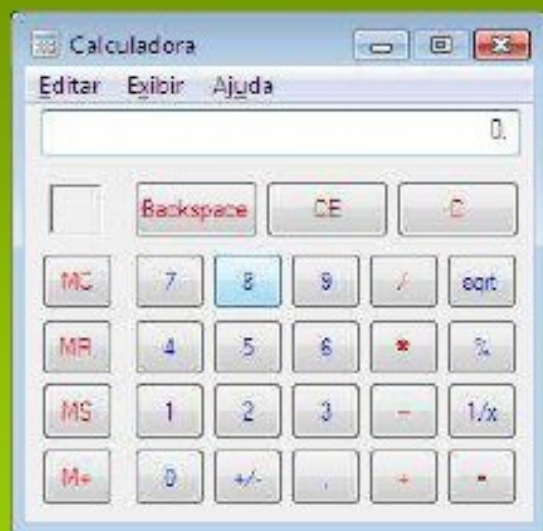 Calculadora
Editar Exibir Ajuda
0.
Backspace CE C
MC 7 8 9 / sqrt
MR 4 5 6 * %
MS 1 2 3 - 1/x
M+ 0 +/- , + =